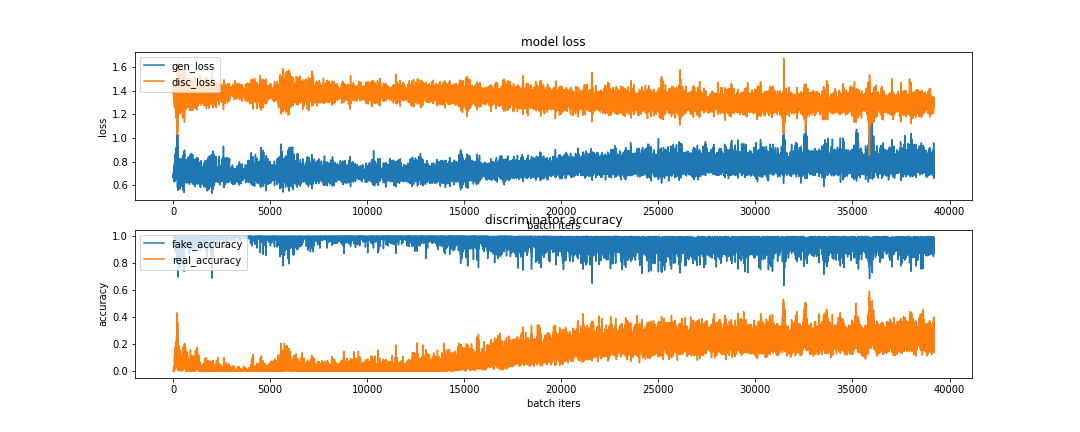 model loss
gen_loss
disc_loss
1.6
1.4
1.2
1.0
0.8
0.6
loss
0 5000 10000 15000 20000 25000 30000 35000 40000
batch iters
discriminator accuracy
fake_accuracy
real_accuracy
1.0
0.8
0.6
0.4
0.2
0.0
accuracy
0 5000 10000 15000 20000 25000 30000 35000 40000
batch iters